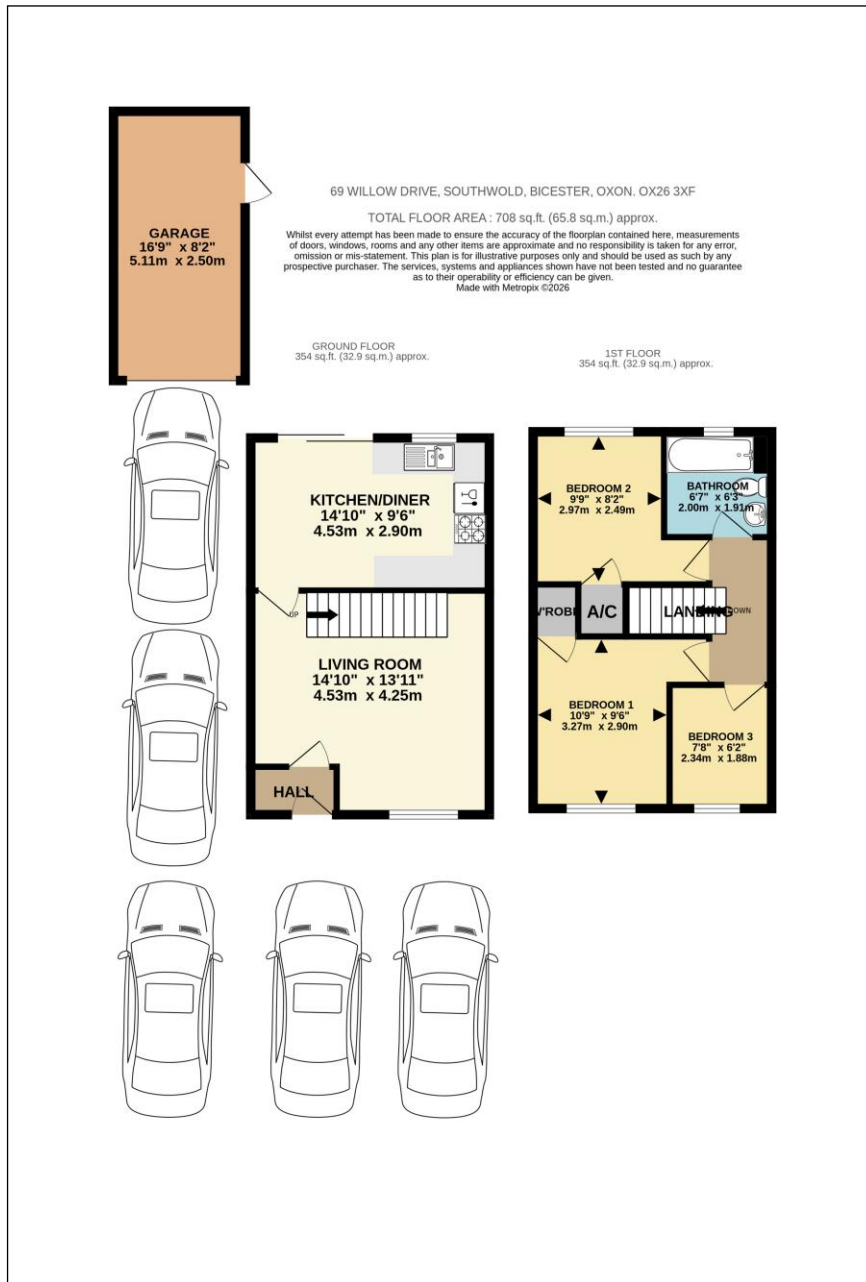 69 WILLOW DRIVE, SOUTHWOLD, BICESTER, OXON. OX26 3XF
TOTAL FLOOR AREA : 708 sq.ft. (65.8 sq.m.) approx.
Whilst every attempt has been made to ensure the accuracy of the floorplan contained here, measurements
of doors, windows, rooms and any other items are approximate and no responsibility is taken for any error,
omission or mis-statement. This plan is for illustrative purposes only and should be used as such by any
prospective purchaser. The services, systems and appliances shown have not been tested and no guarantee
as to their operability or efficiency can be given.
Made with Metropix ©2026
GARAGE
16'9" x 8'2"
5.11m x 2.50m
GROUND FLOOR
354 sq.ft. (32.9 sq.m.) approx.
KITCHEN/DINER
14'10" x 9'6"
4.53m x 2.90m
UP
LIVING ROOM
14'10" x 13'11"
4.53m x 4.25m
HALL
1ST FLOOR
354 sq.ft. (32.9 sq.m.) approx.
BEDROOM 2
9'9" x 8'2"
2.97m x 2.49m
BATHROOM
6'7" x 6'3"
2.00m x 1.91m
W'ROBE
A/C
LANDING
DOWN
BEDROOM 1
10'9" x 9'6"
3.27m x 2.90m
BEDROOM 3
7'8" x 6'2"
2.34m x 1.88m